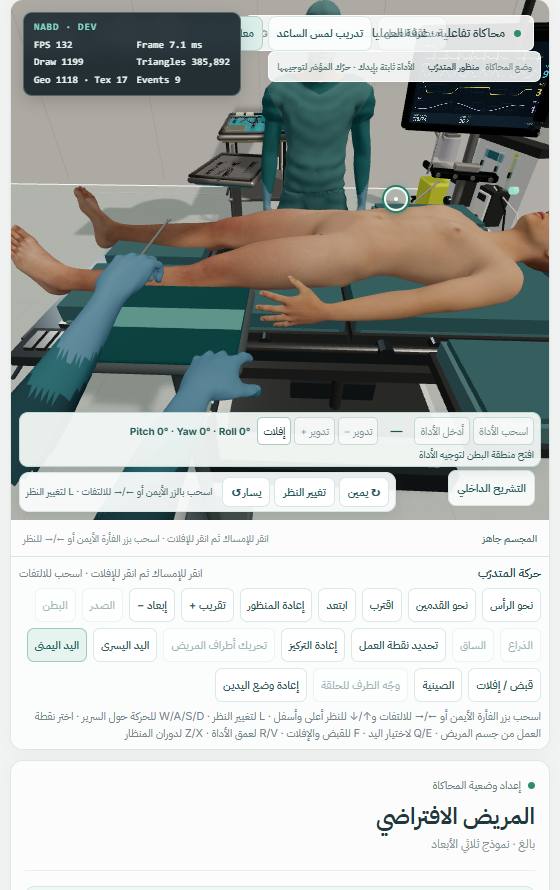 NABD · DEV
FPS 132 Frame 7.1 ms
Draw 1199 Triangles 385,892
Geo 1118 · Tex 17 Events 9
محاكاة تفاعلية
تدريب لمس الساعد
وضع المحاكاة منظور المتدرّب الأداة ثابتة بإيدك · حرّك المؤشر لتوجيهها
اسحب الأداة أدخل الأداة — تدوير − تدوير + إفلات Pitch 0° · Yaw 0° · Roll 0°
افتح منطقة البطن لتوجيه الأداة
التشريح الداخلي
↻ يمين تغيير النظر يسار ↺ اسحب بالزر الأيمن أو ←/→ للالتفات · L لتغيير النظر
المجسم جاهز انقر للإمساك ثم انقر للإفلات · اسحب بزر الفأرة الأيمن أو ←/→ للنظر
حركة المتدرّب انقر للإمساك ثم انقر للإفلات · اسحب للالتفات
نحو الرأس نحو القدمين اقترب ابتعد إعادة المنظور تقريب + إبعاد − الصدر البطن
الذراع الساق تحديد نقطة العمل إعادة التركيز تحريك أطراف المريض اليد اليسرى اليد اليمنى
قبض / إفلات الصينية وجّه الطرف للحلقة إعادة وضع اليدين
اسحب بزر الفأرة الأيمن أو ←/→ للالتفات و↑/↓ للنظر أعلى وأسفل · L لتغيير النظر · W/A/S/D للحركة حول السرير · اختر نقطة
العمل من جسم المريض · Q/E لاختيار اليد · F للقبض والإفلات · R/V لعمق الأداة · Z/X لدوران المنظار
إعداد وضعية المحاكاة
المريض الافتراضي
بالغ · نموذج ثلاثي الأبعاد